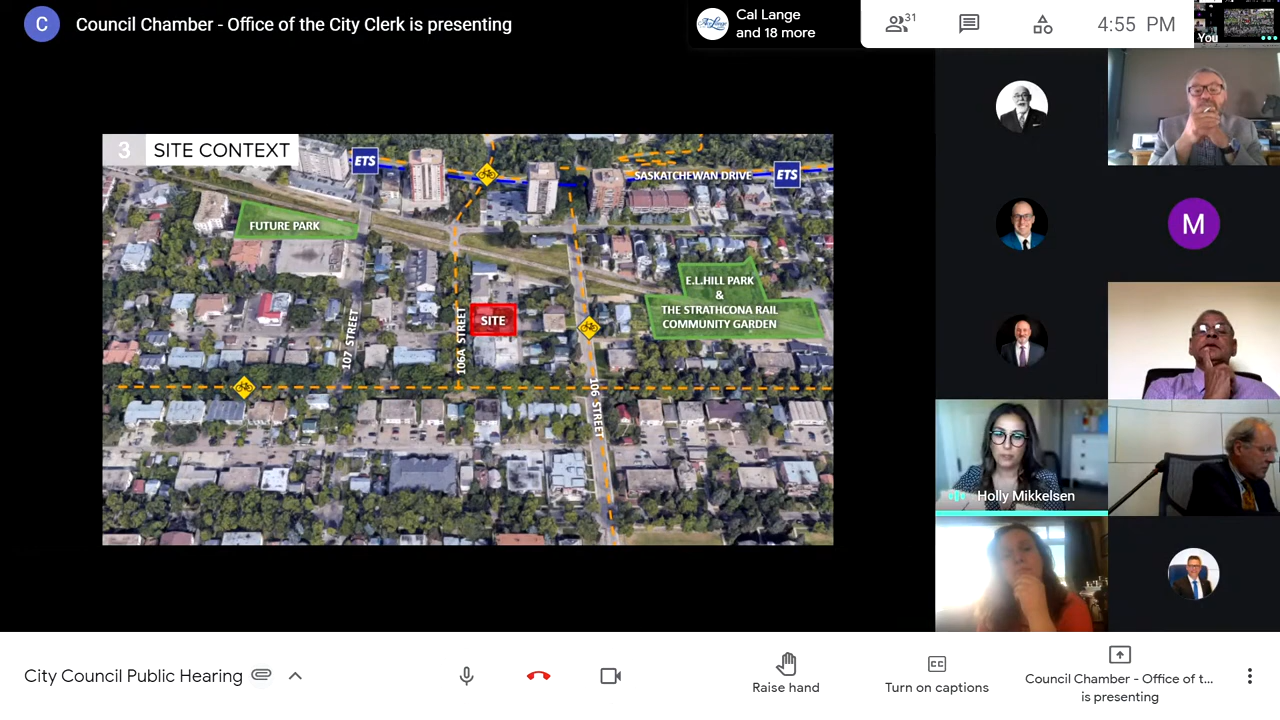 C
Council Chamber - Office of the City Clerk is presenting
Cal Lange
and 18 more
31
4:55 PM
You
3 SITE CONTEXT
ETS
SASKATCHEWAN DRIVE
ETS
FUTURE PARK
E.L.HILL PARK
&
THE STRATHCONA RAIL
COMMUNITY GARDEN
SITE
107 STREET
106A STREET
106 STREET
M
Holly Mikkelsen
City Council Public Hearing
Raise hand
CC
Turn on captions
Council Chamber - Office of t...
is presenting